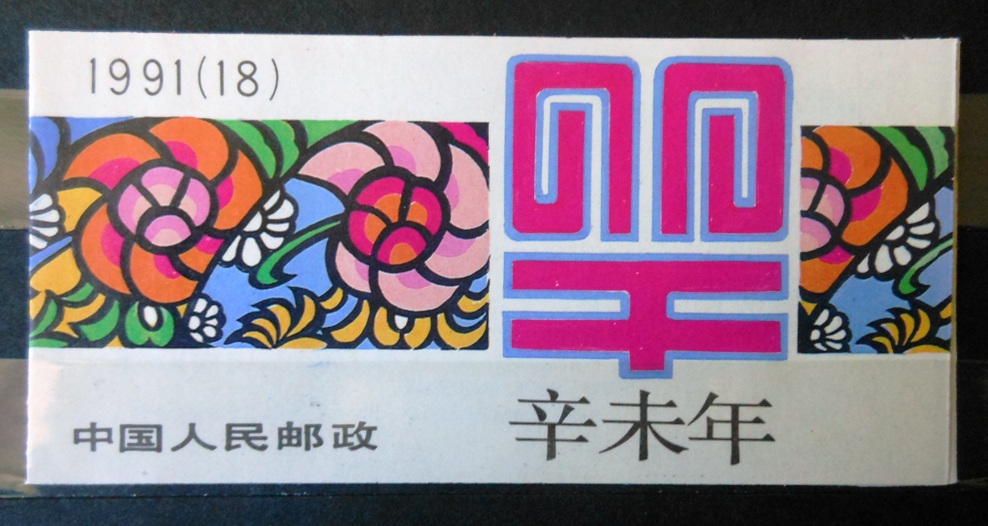 1991(18)
羊
中国人民邮政
辛未年